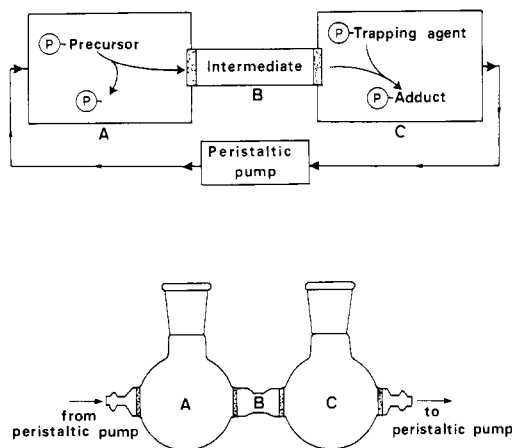 P -Precursor
P -
A
Intermediate
B
P -Trapping agent
P -Adduct
C
Peristaltic
pump
A
B
C
from
peristaltic pump
to
peristaltic pump